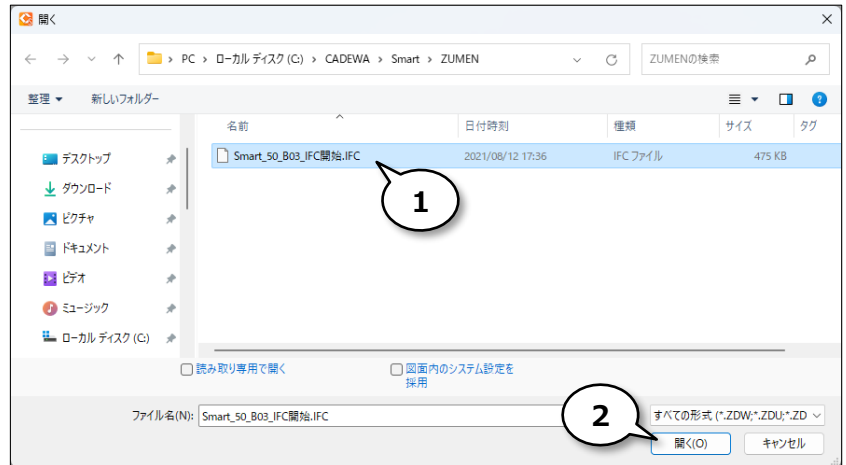 開く
PC › ローカル ディスク (C:) › CADEWA › Smart › ZUMEN
ZUMENの検索
整理 新しいフォルダー
名前 日付時刻 種類 サイズ タグ
デスクトップ
Smart_50_B03_IFC開始.IFC 2021/08/12 17:36 IFC ファイル 475 KB
ダウンロード
1
ピクチャ
ドキュメント
ビデオ
ミュージック
ローカル ディスク (C:)
読み取り専用で開く
図面内のシステム設定を
採用
ファイル名(N): Smart_50_B03_IFC開始.IFC
2
すべての形式 (*.ZDW;*.ZDU;*.ZD
開く(O) キャンセル